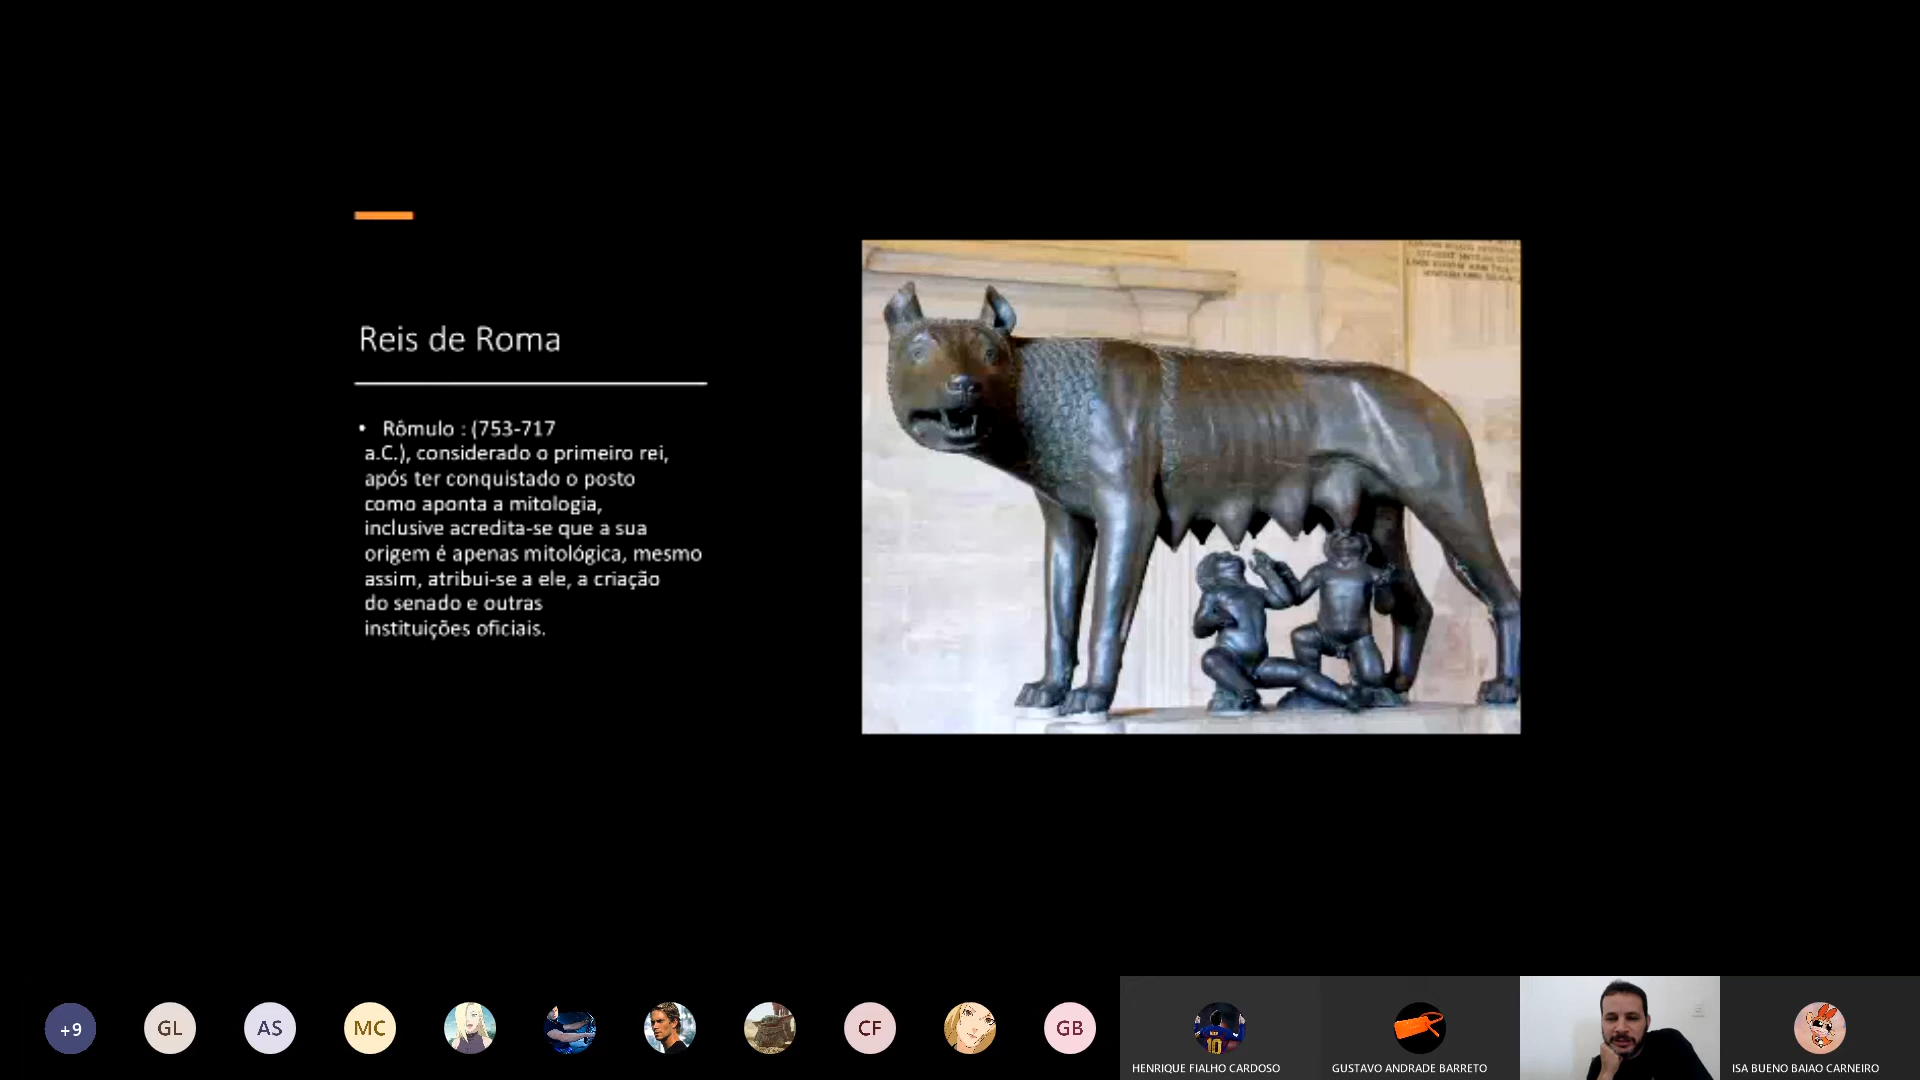 Reis de Roma
• Rômulo : (753-717
a.C.), considerado o primeiro rei,
após ter conquistado o posto
como aponta a mitologia,
inclusive acredita-se que a sua
origem é apenas mitológica, mesmo
assim, atribui-se a ele, a criação
do senado e outras
instituições oficiais.
+9
GL
AS
MC
CF
GB
10
HENRIQUE FIALHO CARDOSO
GUSTAVO ANDRADE BARRETO
ISA BUENO BAIAO CARNEIRO